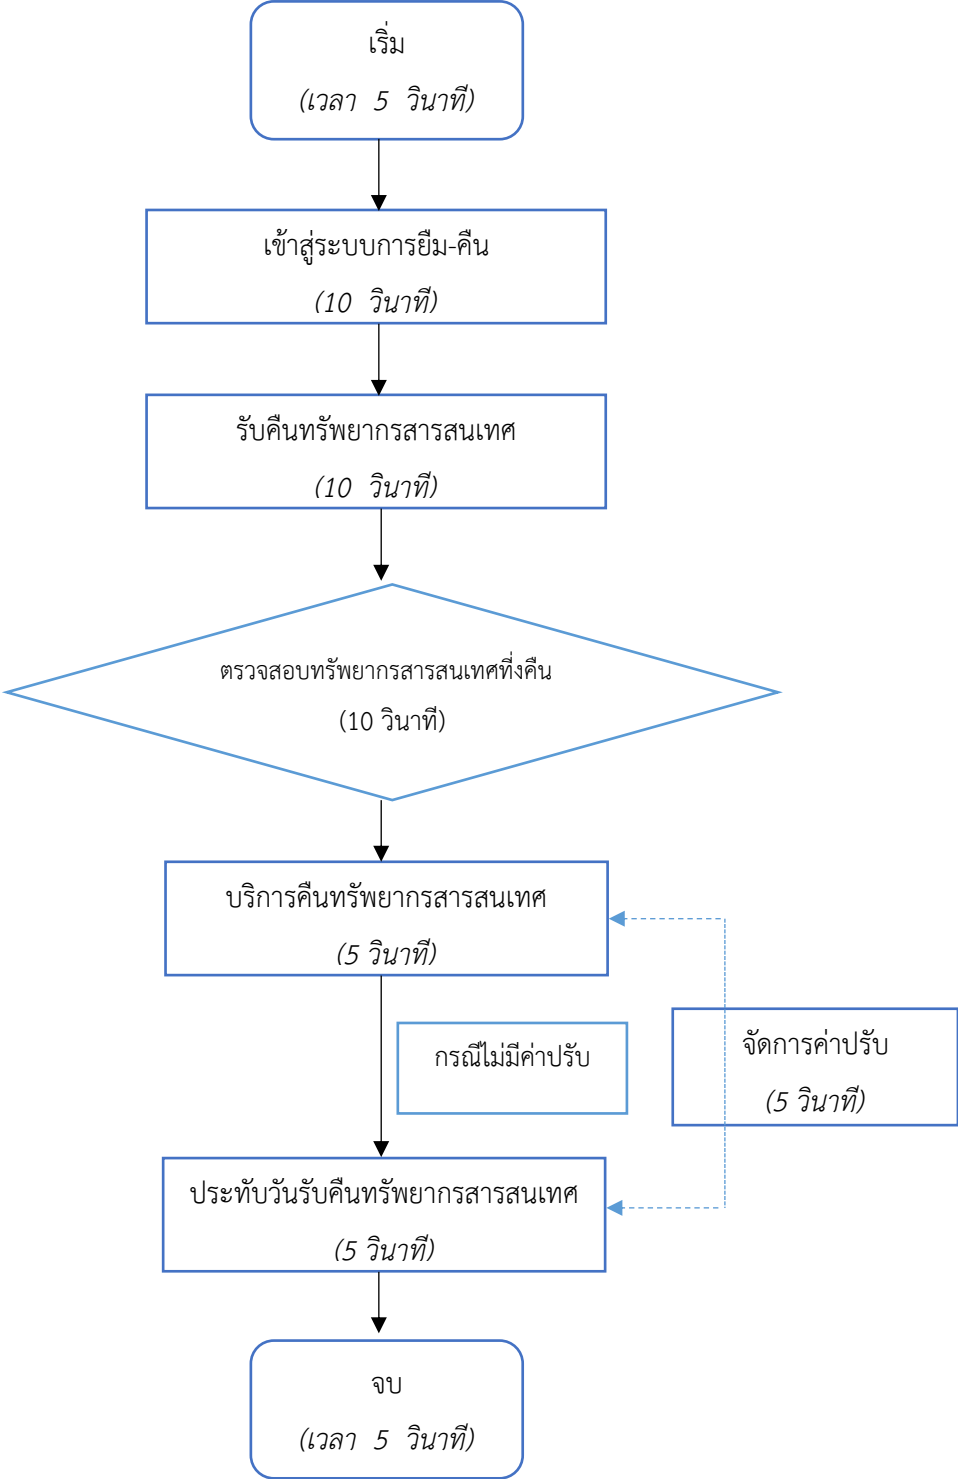 เริ่ม
(เวลา 5 วินาที)
เข้าสู่ระบบการยืม-คืน
(10 วินาที)
รับคืนทรัพยากรสารสนเทศ
(10 วินาที)
ตรวจสอบทรัพยากรสารสนเทศที่งคืน
(10 วินาที)
บริการคืนทรัพยากรสารสนเทศ
(5 วินาที)
กรณีไม่มีค่าปรับ
จัดการค่าปรับ
(5 วินาที)
ประทับวันรับคืนทรัพยากรสารสนเทศ
(5 วินาที)
จบ
(เวลา 5 วินาที)